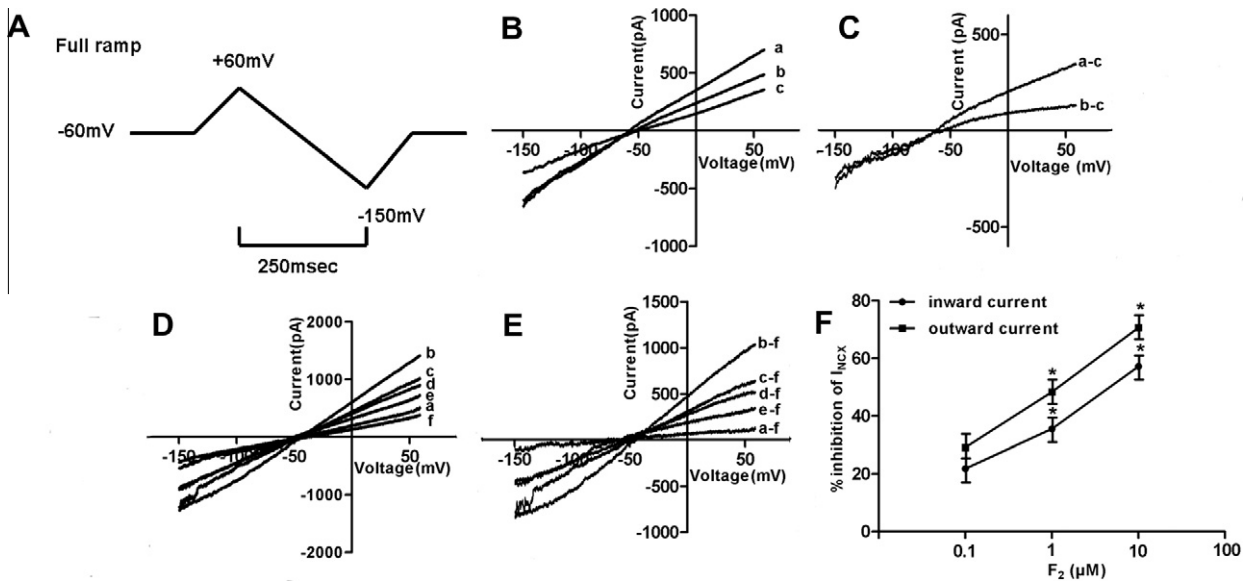 A
Full ramp
+60mV
-60mV
-150mV
250msec
B
Current(pA)
1000
500
-500
-1000
-150
-100
-50
50
Voltage(mV)
a
b
c
C
Current (pA)
500
-500
-150
-100
-50
50
Voltage (mV)
a-c
b-c
D
Current(pA)
2000
1000
-1000
-2000
-150
-100
-50
50
Voltage(mV)
b
c
d
e
a
f
E
Current(pA)
1500
1000
500
-500
-1000
-150
-100
-50
50
Voltage(mV)
b-f
c-f
d-f
e-f
a-f
F
inward current
outward current
% inhibition of I_NCX
80
60
40
20
0
0.1
1
10
100
* * * *
F₂ (µM)